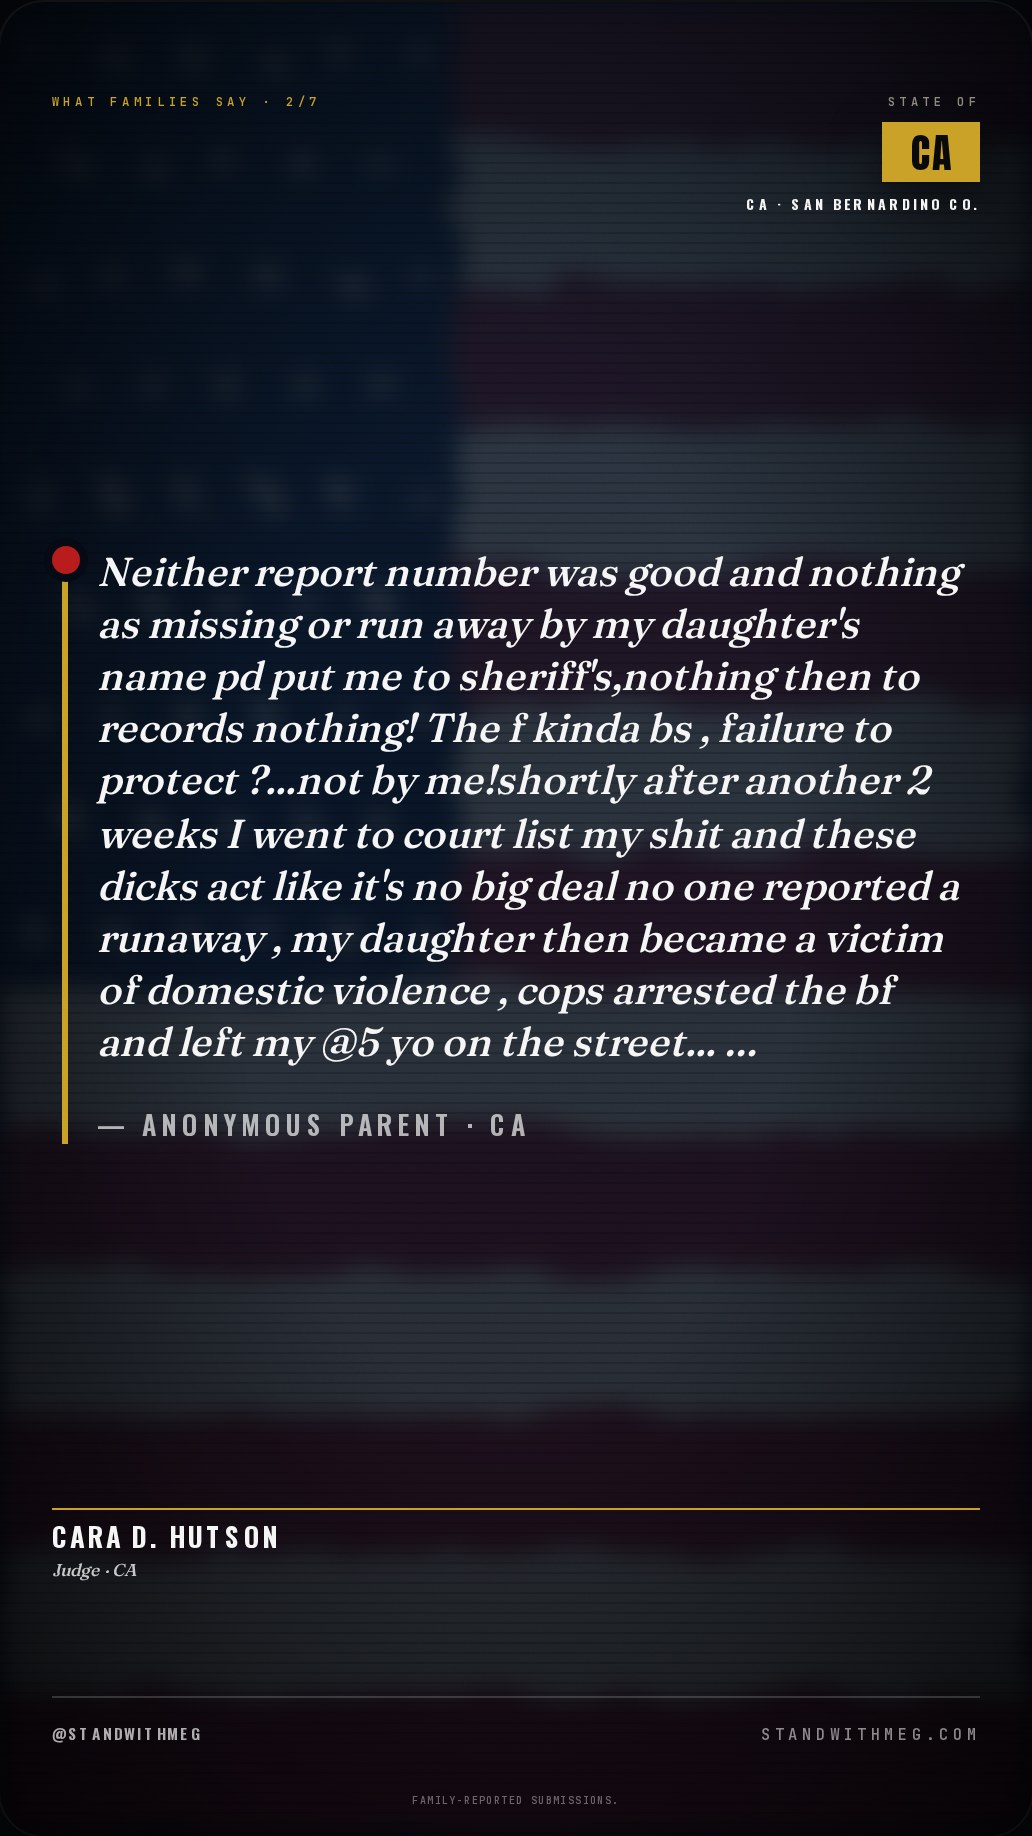 WHAT FAMILIES SAY · 2/7
STATE OF
CA
CA · SAN BERNARDINO CO.
Neither report number was good and nothing
as missing or run away by my daughter's
name pd put me to sheriff's,nothing then to
records nothing! The f kinda bs , failure to
protect ?...not by me!shortly after another 2
weeks I went to court list my shit and these
dicks act like it's no big deal no one reported a
runaway , my daughter then became a victim
of domestic violence , cops arrested the bf
and left my @5 yo on the street... ...
— ANONYMOUS PARENT · CA
CARA D. HUTSON
Judge · CA
@STANDWITHMEG
STANDWITHMEG.COM
FAMILY-REPORTED SUBMISSIONS.